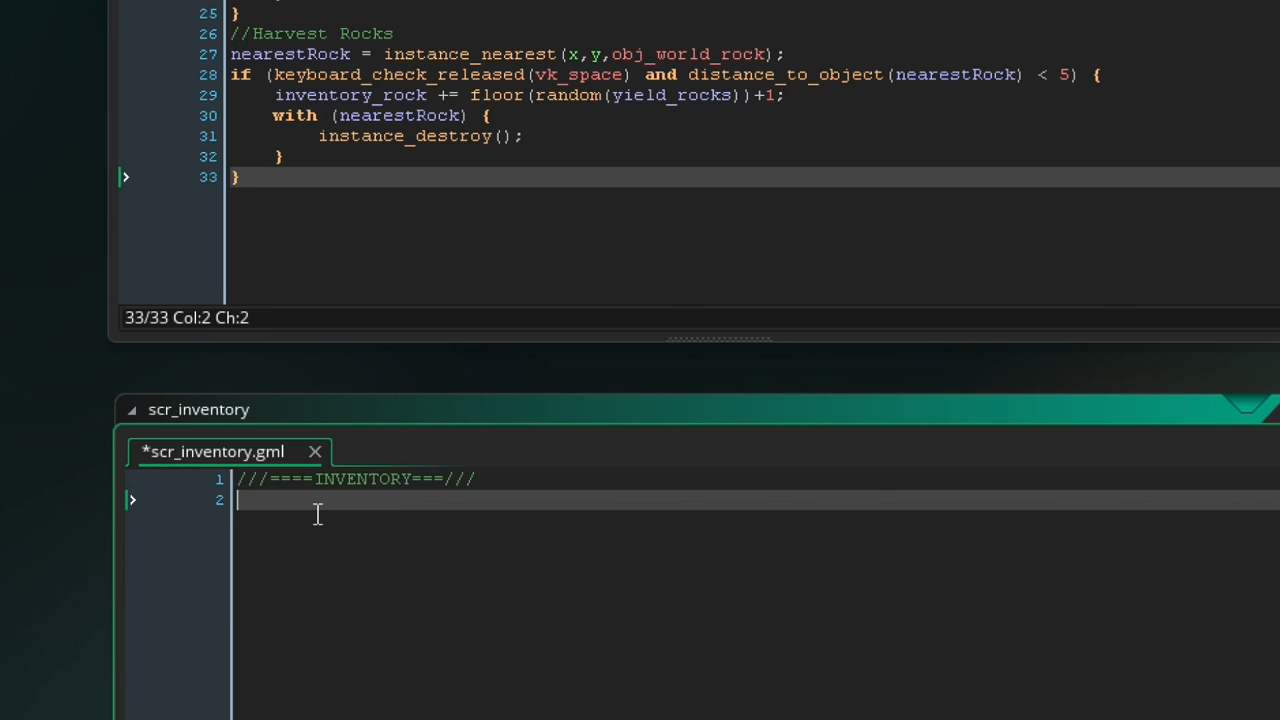 25 }
26 //Harvest Rocks
27 nearestRock = instance_nearest(x,y,obj_world_rock);
28 if (keyboard_check_released(vk_space) and distance_to_object(nearestRock) < 5) {
29 inventory_rock += floor(random(yield_rocks))+1;
30 with (nearestRock) {
31 instance_destroy();
32 }
33 }
33/33 Col:2 Ch:2
scr_inventory
*scr_inventory.gml
1 ///====INVENTORY===///
2